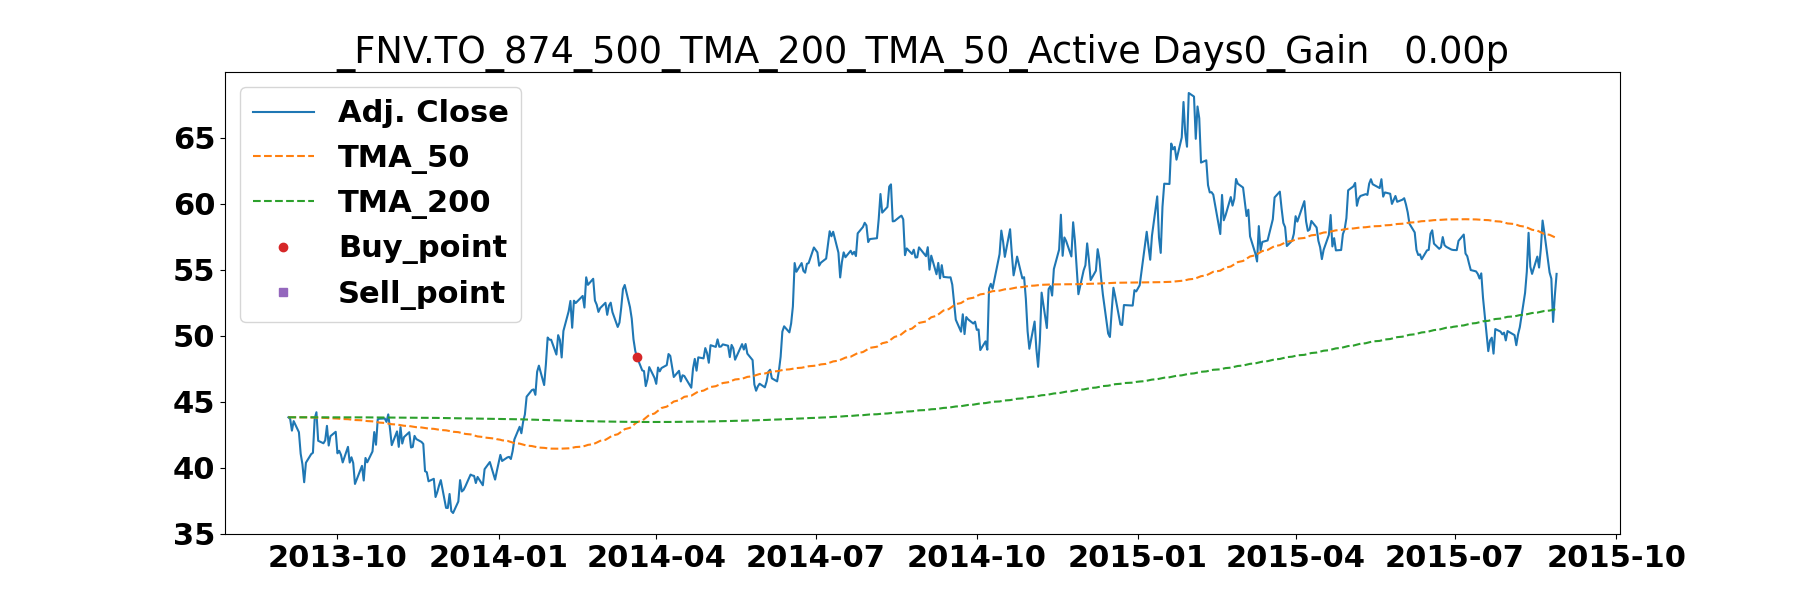 _FNV.TO_874_500_TMA_200_TMA_50_Active Days0_Gain   0.00p
Adj. Close
TMA_50
TMA_200
Buy_point
Sell_point
65
60
55
50
45
40
35
2013-10 2014-01 2014-04 2014-07 2014-10 2015-01 2015-04 2015-07 2015-10